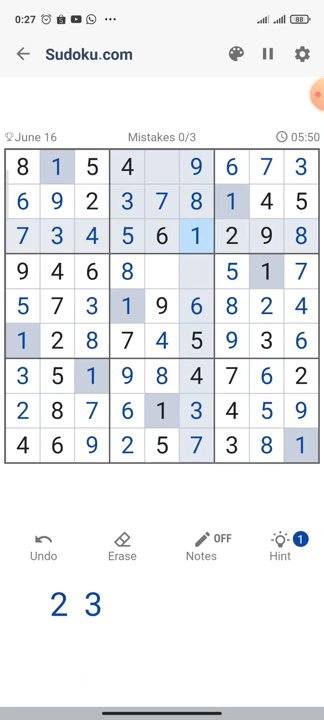 0:27 88
Sudoku.com
June 16 Mistakes 0/3 05:50
8 1 5 4 9 6 7 3
6 9 2 3 7 8 1 4 5
7 3 4 5 6 1 2 9 8
9 4 6 8 5 1 7
5 7 3 1 9 6 8 2 4
1 2 8 7 4 5 9 3 6
3 5 1 9 8 4 7 6 2
2 8 7 6 1 3 4 5 9
4 6 9 2 5 7 3 8 1
OFF 1
Undo Erase Notes Hint
2 3